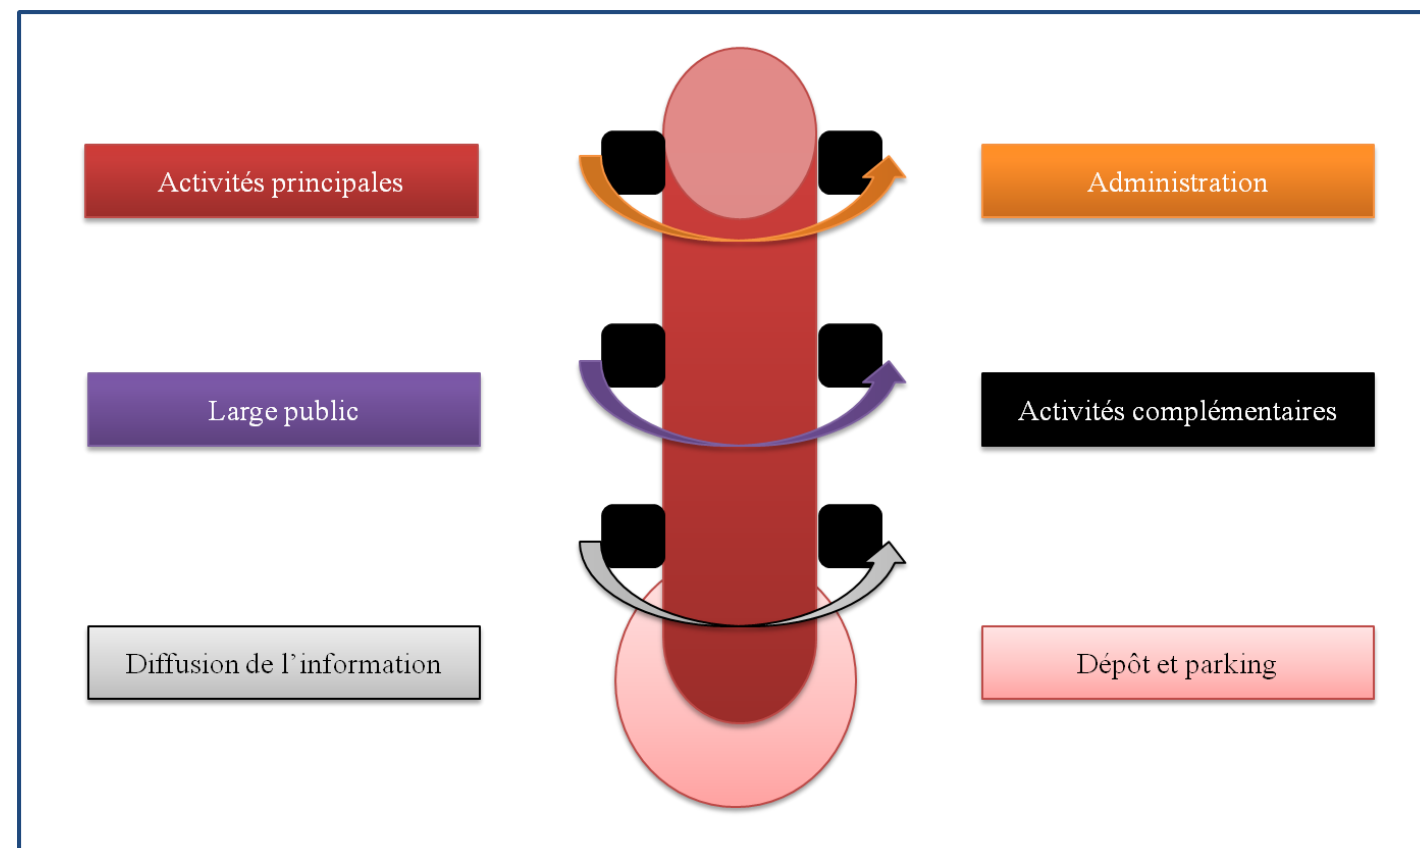 Activités principales
Administration
Large public
Activités complémentaires
Diffusion de l’information
Dépôt et parking